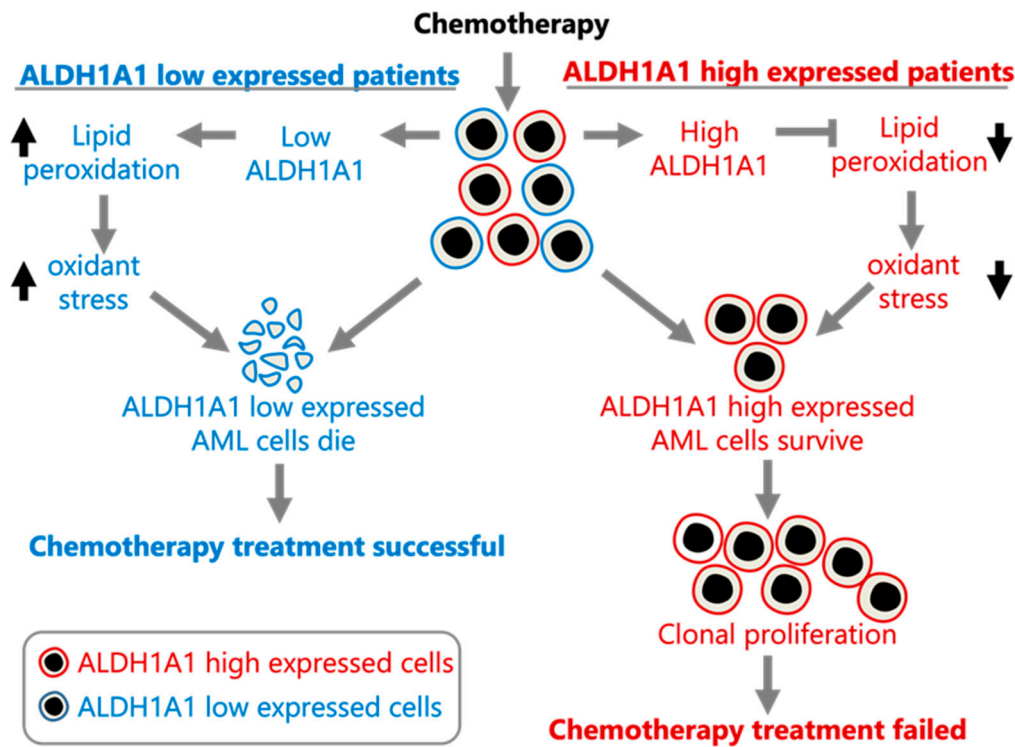 Chemotherapy
ALDH1A1 low expressed patients
Lipid
peroxidation
Low
ALDH1A1
oxidant
stress
ALDH1A1 low expressed
AML cells die
Chemotherapy treatment successful
ALDH1A1 high expressed patients
High
ALDH1A1
Lipid
peroxidation
oxidant
stress
ALDH1A1 high expressed
AML cells survive
Clonal proliferation
Chemotherapy treatment failed
ALDH1A1 high expressed cells
ALDH1A1 low expressed cells